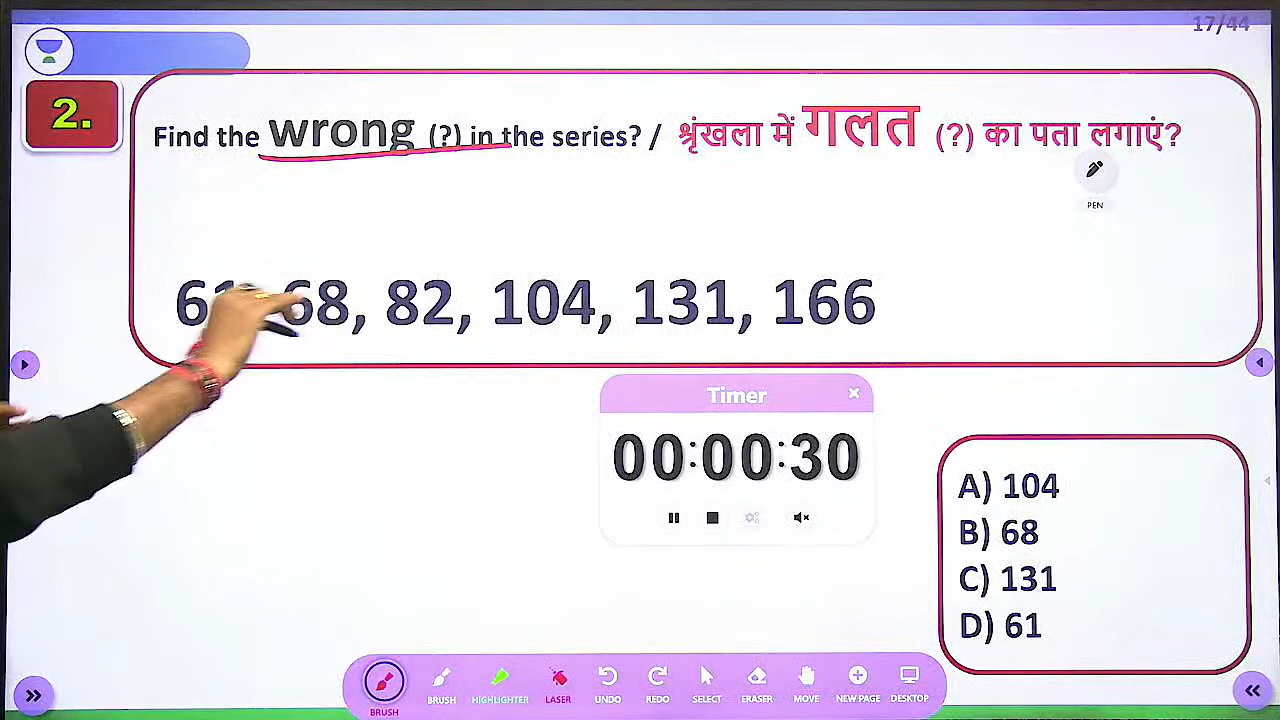 17/44
2.
Find the wrong (?) in the series? / श्रृंखला में गलत (?) का पता लगाएं?
PEN
68, 82, 104, 131, 166
Timer
00:00:30
A) 104
B) 68
C) 131
D) 61
BRUSH
BRUSH
HIGHLIGHTER
LASER
UNDO
REDO
SELECT
ERASER
MOVE
NEW PAGE
DESKTOP